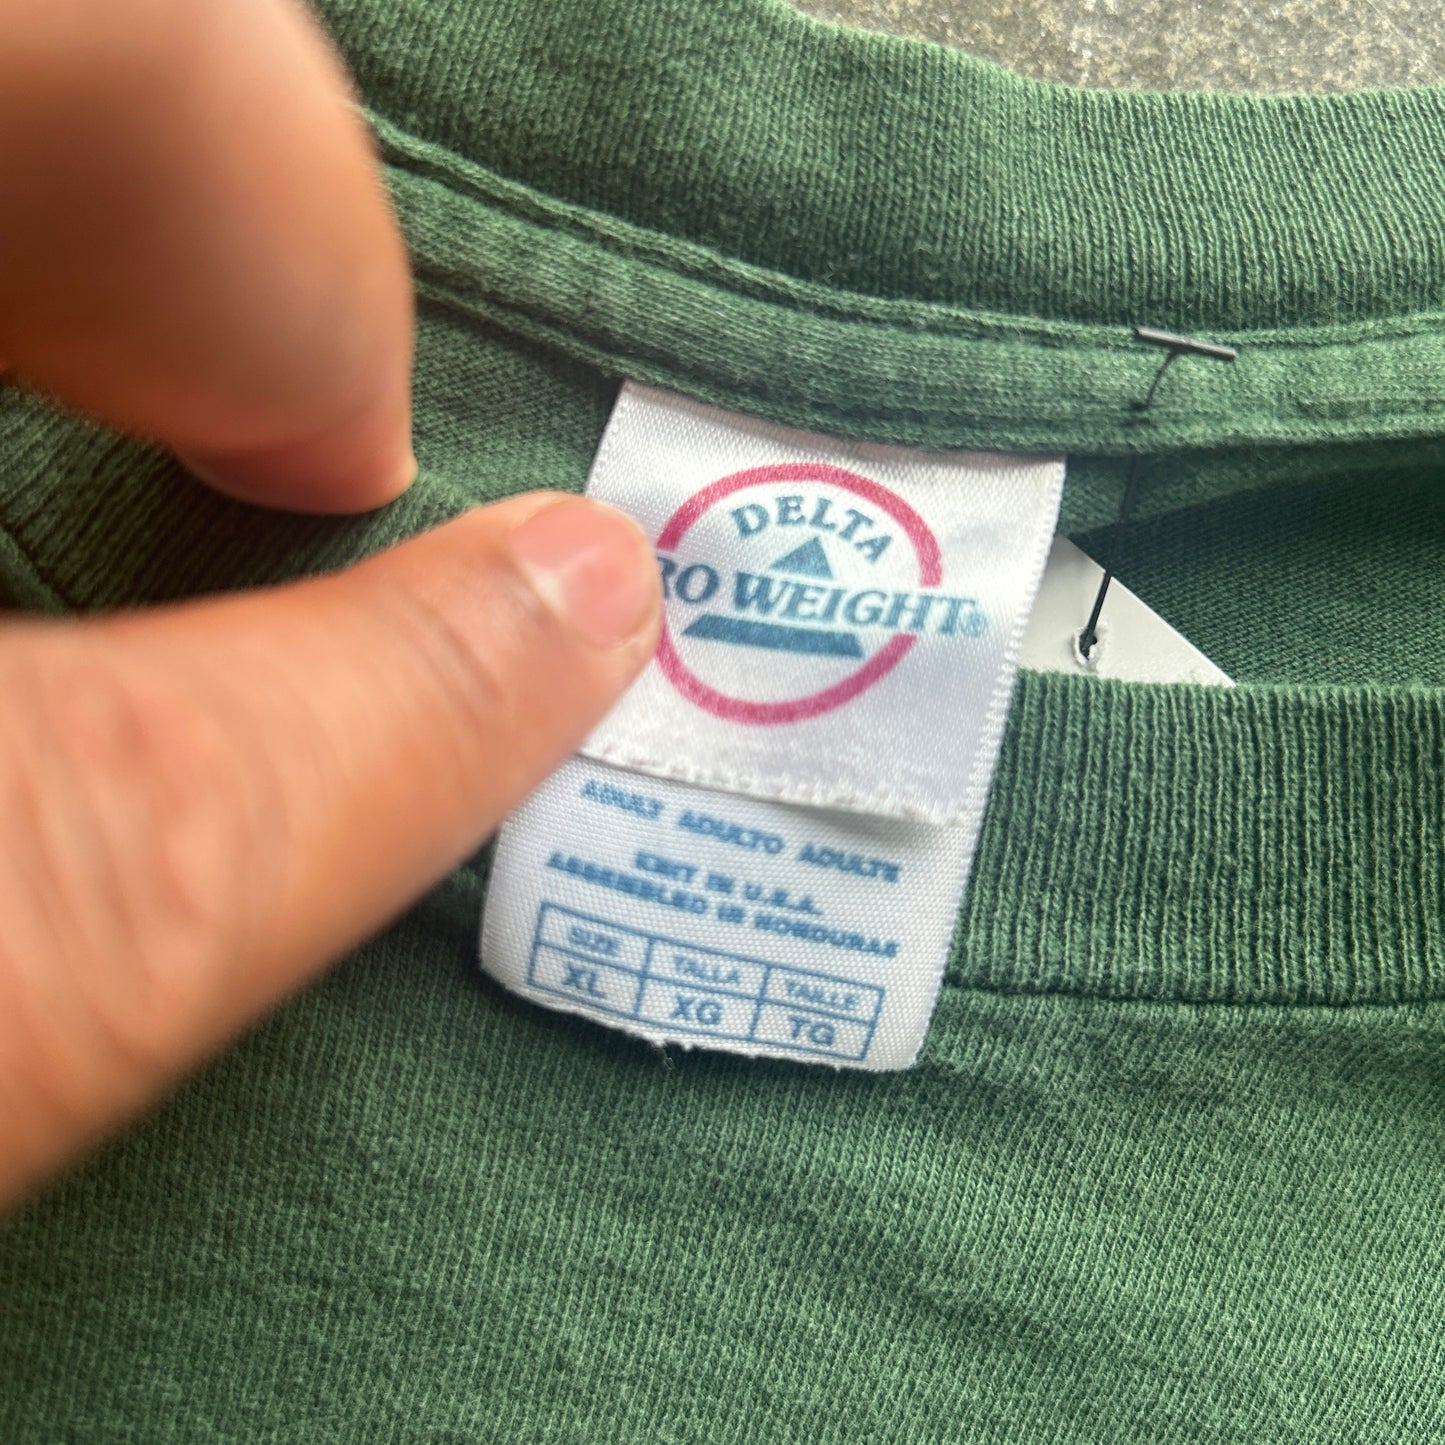 DELTA
RO WEIGHT®
ADULT ADULTO ADULTE
KNIT IN U.S.A.
ASSEMBLED IN HONDURAS
SIZE TALLA TAILLE
XL XG TG